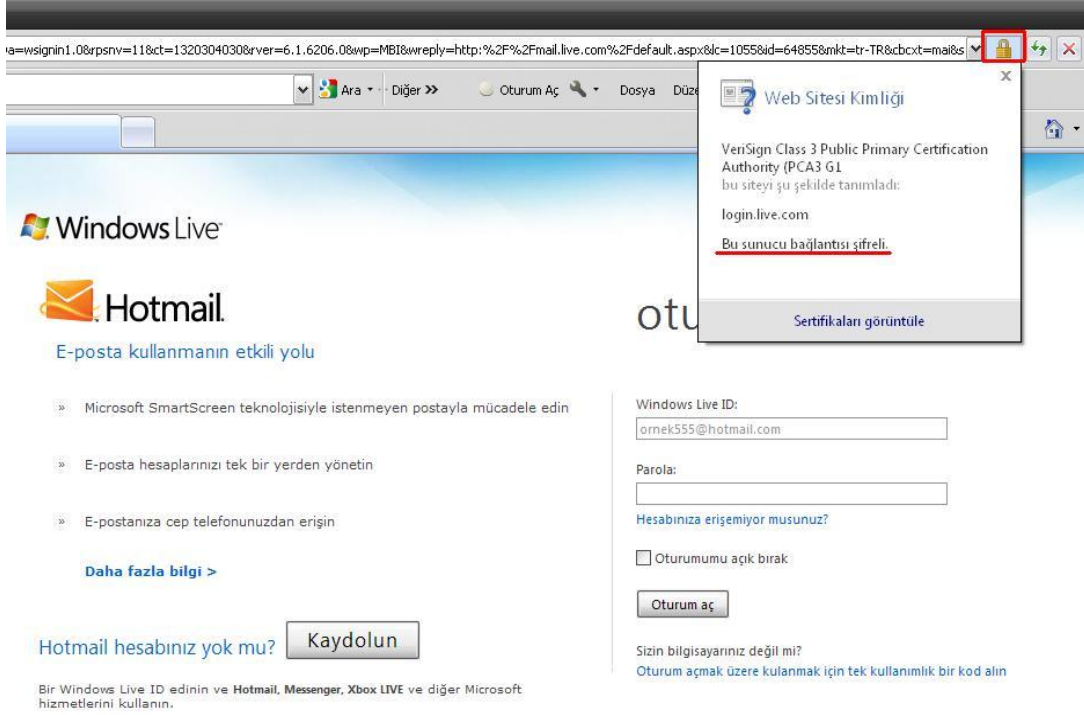 va=wsignin1.0&rpsnv=11&ct=1320304030&rver=6.1.6206.0&wp=MBI&wreply=http:%2F%2Fmail.live.com%2Fdefault.aspx&lc=1055&id=64855&mkt=tr-TR&cbcxt=mai&s
Ara Diğer >> Oturum Aç Dosya Düze
Web Sitesi Kimliği
VeriSign Class 3 Public Primary Certification
Authority (PCA3 G1
bu siteyi şu şekilde tanımladı:
login.live.com
Bu sunucu bağlantısı şifreli.
Sertifikaları görüntüle
Windows Live
Hotmail.
E-posta kullanmanın etkili yolu
» Microsoft SmartScreen teknolojisiyle istenmeyen postayla mücadele edin
» E-posta hesaplarınızı tek bir yerden yönetin
» E-postanıza cep telefonunuzdan erişin
Daha fazla bilgi >
Hotmail hesabınız yok mu? Kaydolun
Bir Windows Live ID edinin ve Hotmail, Messenger, Xbox LIVE ve diğer Microsoft
hizmetlerini kullanın.
otu
Windows Live ID:
ornek555@hotmail.com
Parola:
Hesabınıza erişemiyor musunuz?
Oturumumu açık bırak
Oturum aç
Sizin bilgisayarınız değil mi?
Oturum açmak üzere kulanmak için tek kullanımlık bir kod alın